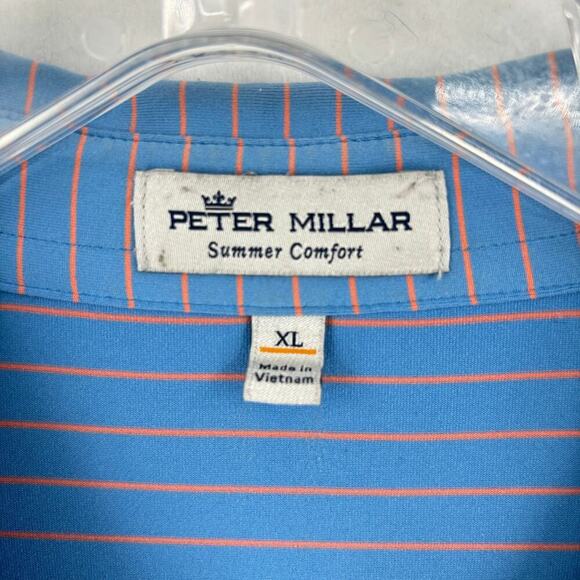 PETER MILLAR
Summer Comfort
XL
Made in
Vietnam